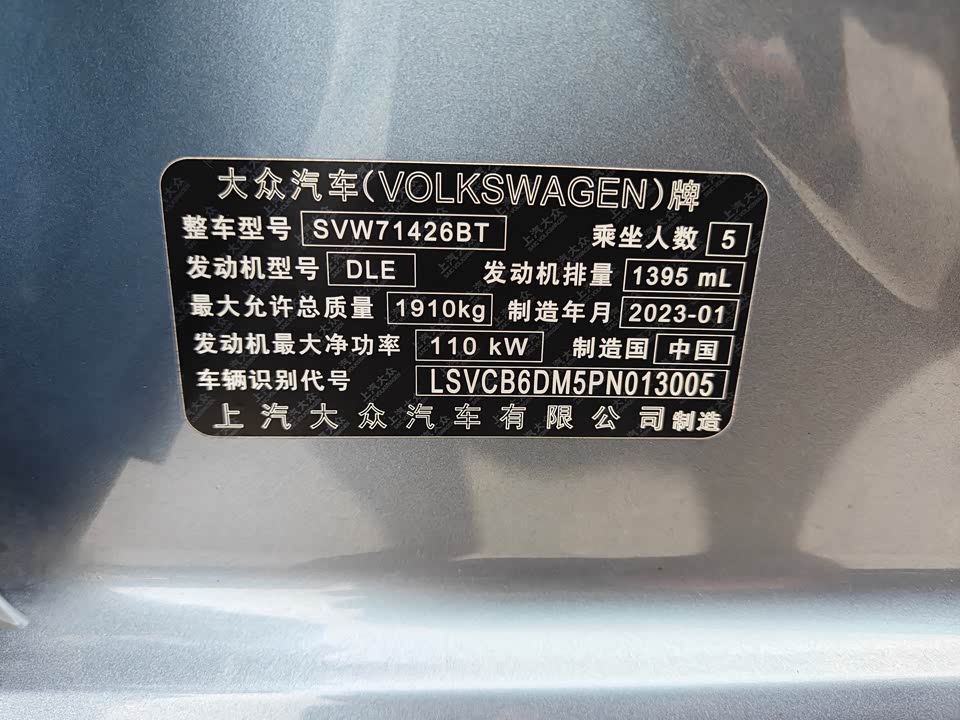 大众汽车(VOLKSWAGEN)牌
整车型号 SVW71426BT 乘坐人数 5
发动机型号 DLE 发动机排量 1395 mL
最大允许总质量 1910kg 制造年月 2023-01
发动机最大净功率 110 kW 制造国 中国
车辆识别代号 LSVCB6DM5PN013005
上汽大众汽车有限公司制造